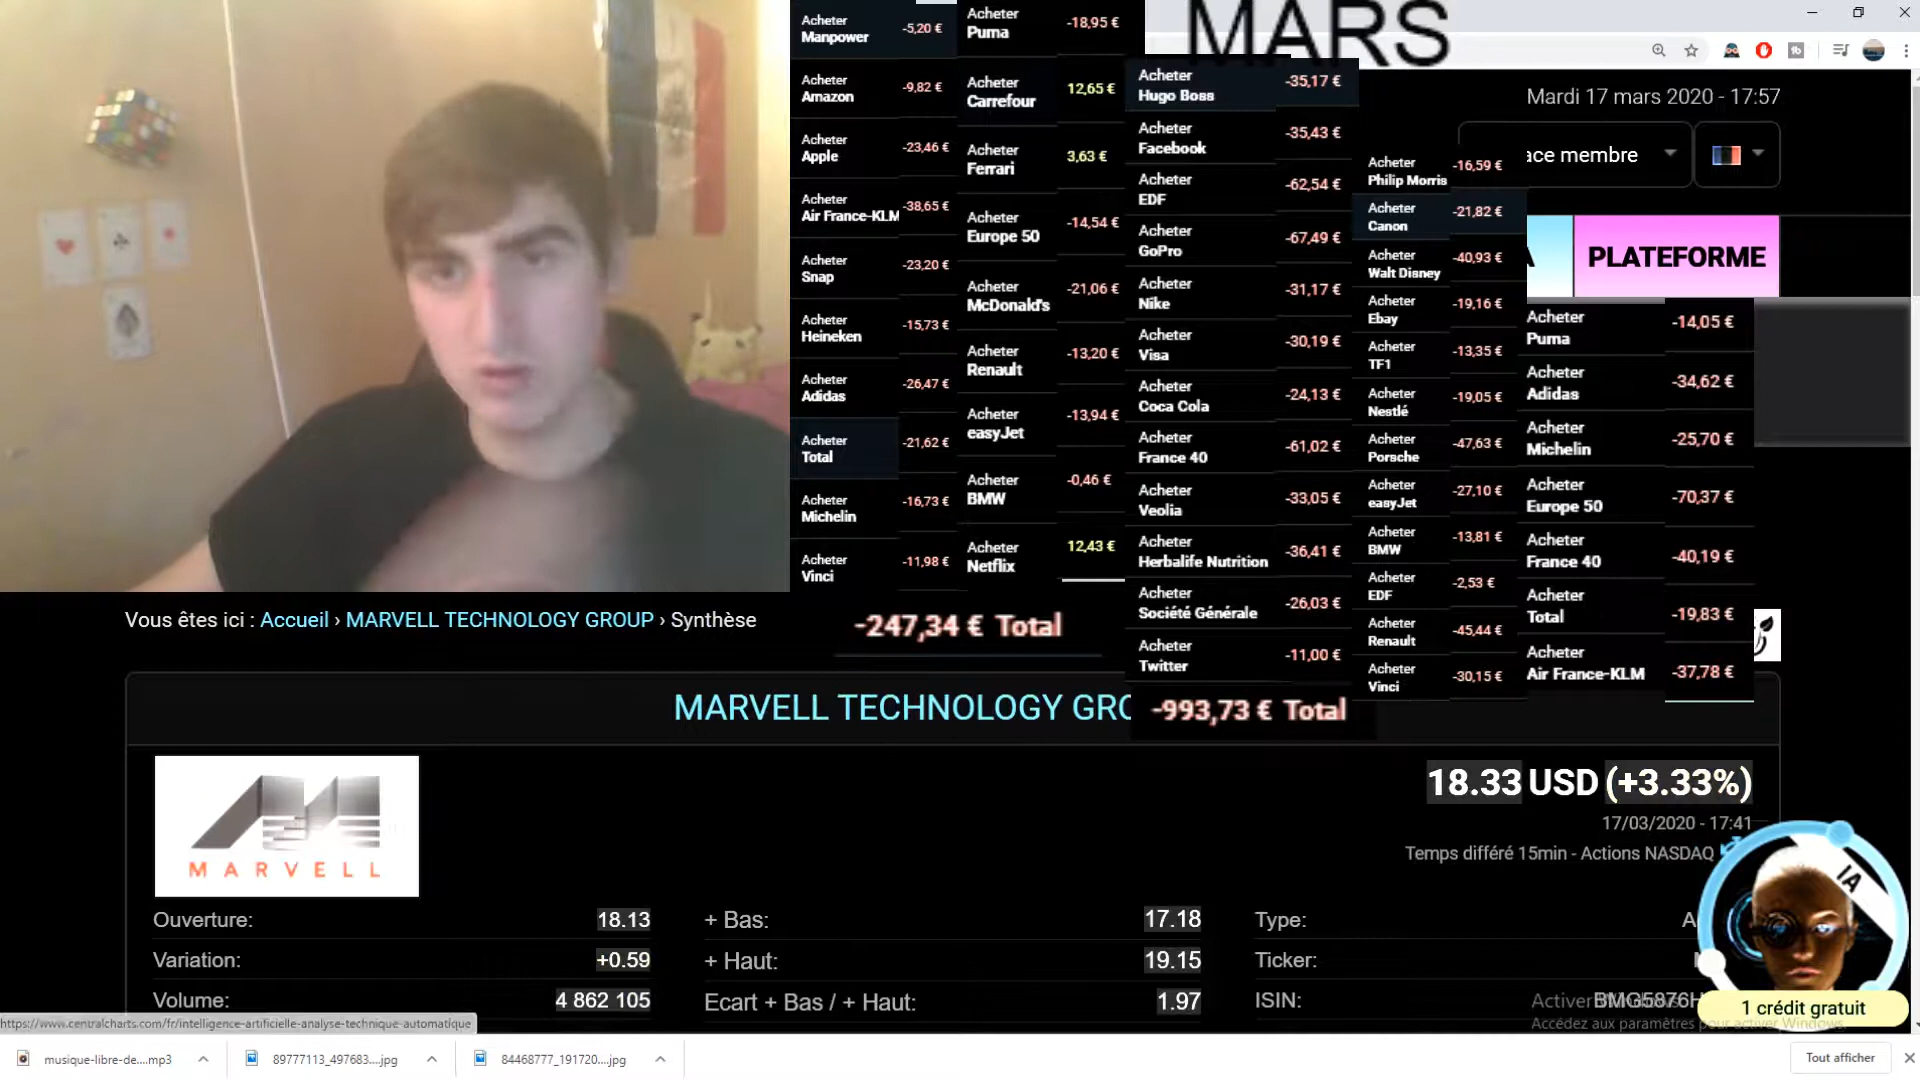 Acheter
Manpower
-5,20 €
Acheter
Amazon
-9,82 €
Acheter
Apple
-23,46 €
Acheter
Air France-KLM
-38,65 €
Acheter
Snap
-23,20 €
Acheter
Heineken
-15,73 €
Acheter
Adidas
-26,47 €
Acheter
Total
-21,62 €
Acheter
Michelin
-16,73 €
Acheter
Vinci
-11,98 €
Acheter
Puma
-18,95 €
Acheter
Carrefour
12,65 €
Acheter
Ferrari
3,63 €
Acheter
Europe 50
-14,54 €
Acheter
McDonald's
-21,06 €
Acheter
Renault
-13,20 €
Acheter
easyJet
-13,94 €
Acheter
BMW
-0,46 €
Acheter
Netflix
12,43 €
-247,34 € Total
MARS
Acheter
Hugo Boss
-35,17 €
Acheter
Facebook
-35,43 €
Acheter
EDF
-62,54 €
Acheter
GoPro
-67,49 €
Acheter
Nike
-31,17 €
Acheter
Visa
-30,19 €
Acheter
Coca Cola
-24,13 €
Acheter
France 40
-61,02 €
Acheter
Veolia
-33,05 €
Acheter
Herbalife Nutrition
-36,41 €
Acheter
Société Générale
-26,03 €
Acheter
Twitter
-11,00 €
-993,73 € Total
Acheter
Philip Morris
-16,59 €
Acheter
Canon
-21,82 €
Acheter
Walt Disney
-40,93 €
Acheter
Ebay
-19,16 €
Acheter
TF1
-13,35 €
Acheter
Nestlé
-19,05 €
Acheter
Porsche
-47,63 €
Acheter
easyJet
-27,10 €
Acheter
BMW
-13,81 €
Acheter
EDF
-2,53 €
Acheter
Renault
-45,44 €
Acheter
Vinci
-30,15 €
Mardi 17 mars 2020 - 17:57
ace membre
A
PLATEFORME
Acheter
Puma
-14,05 €
Acheter
Adidas
-34,62 €
Acheter
Michelin
-25,70 €
Acheter
Europe 50
-70,37 €
Acheter
France 40
-40,19 €
Acheter
Total
-19,83 €
Acheter
Air France-KLM
-37,78 €
Vous êtes ici : Accueil › MARVELL TECHNOLOGY GROUP › Synthèse
MARVELL TECHNOLOGY GRO
MARVELL
18.33 USD (+3.33%)
17/03/2020 - 17:41
Temps différé 15min - Actions NASDAQ
Ouverture: 18.13
+ Bas: 17.18
Type: A
Variation: +0.59
+ Haut: 19.15
Ticker:
Volume: 4 862 105
Ecart + Bas / + Haut: 1.97
ISIN: BMG5876H
IA
1 crédit gratuit
Activer Windows
Accédez aux paramètres pour activer Windows.
https://www.centralcharts.com/fr/intelligence-artificielle-analyse-technique-automatique
musique-libre-de....mp3
89777113_497683....jpg
84468777_191720....jpg
Tout afficher